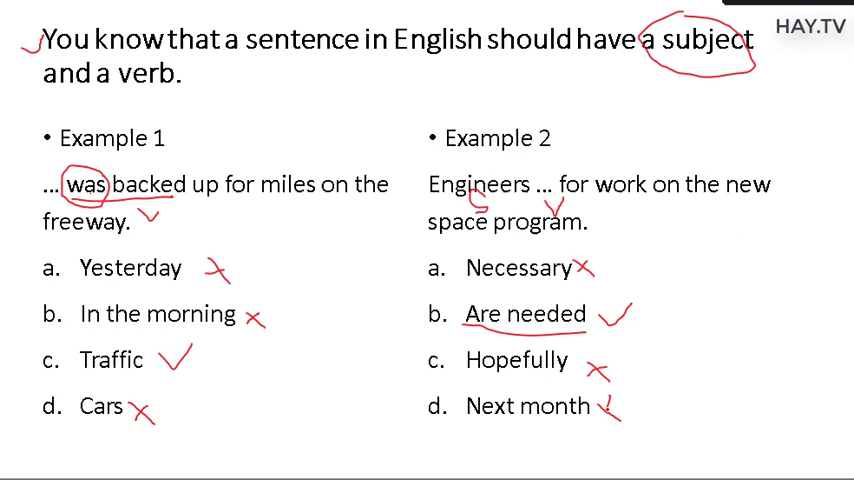 HAY.TV
You know that a sentence in English should have a subject
and a verb.
• Example 1
... was backed up for miles on the
freeway.
a. Yesterday
b. In the morning
c. Traffic
d. Cars
• Example 2
Engineers ... for work on the new
space program.
a. Necessary
b. Are needed
c. Hopefully
d. Next month